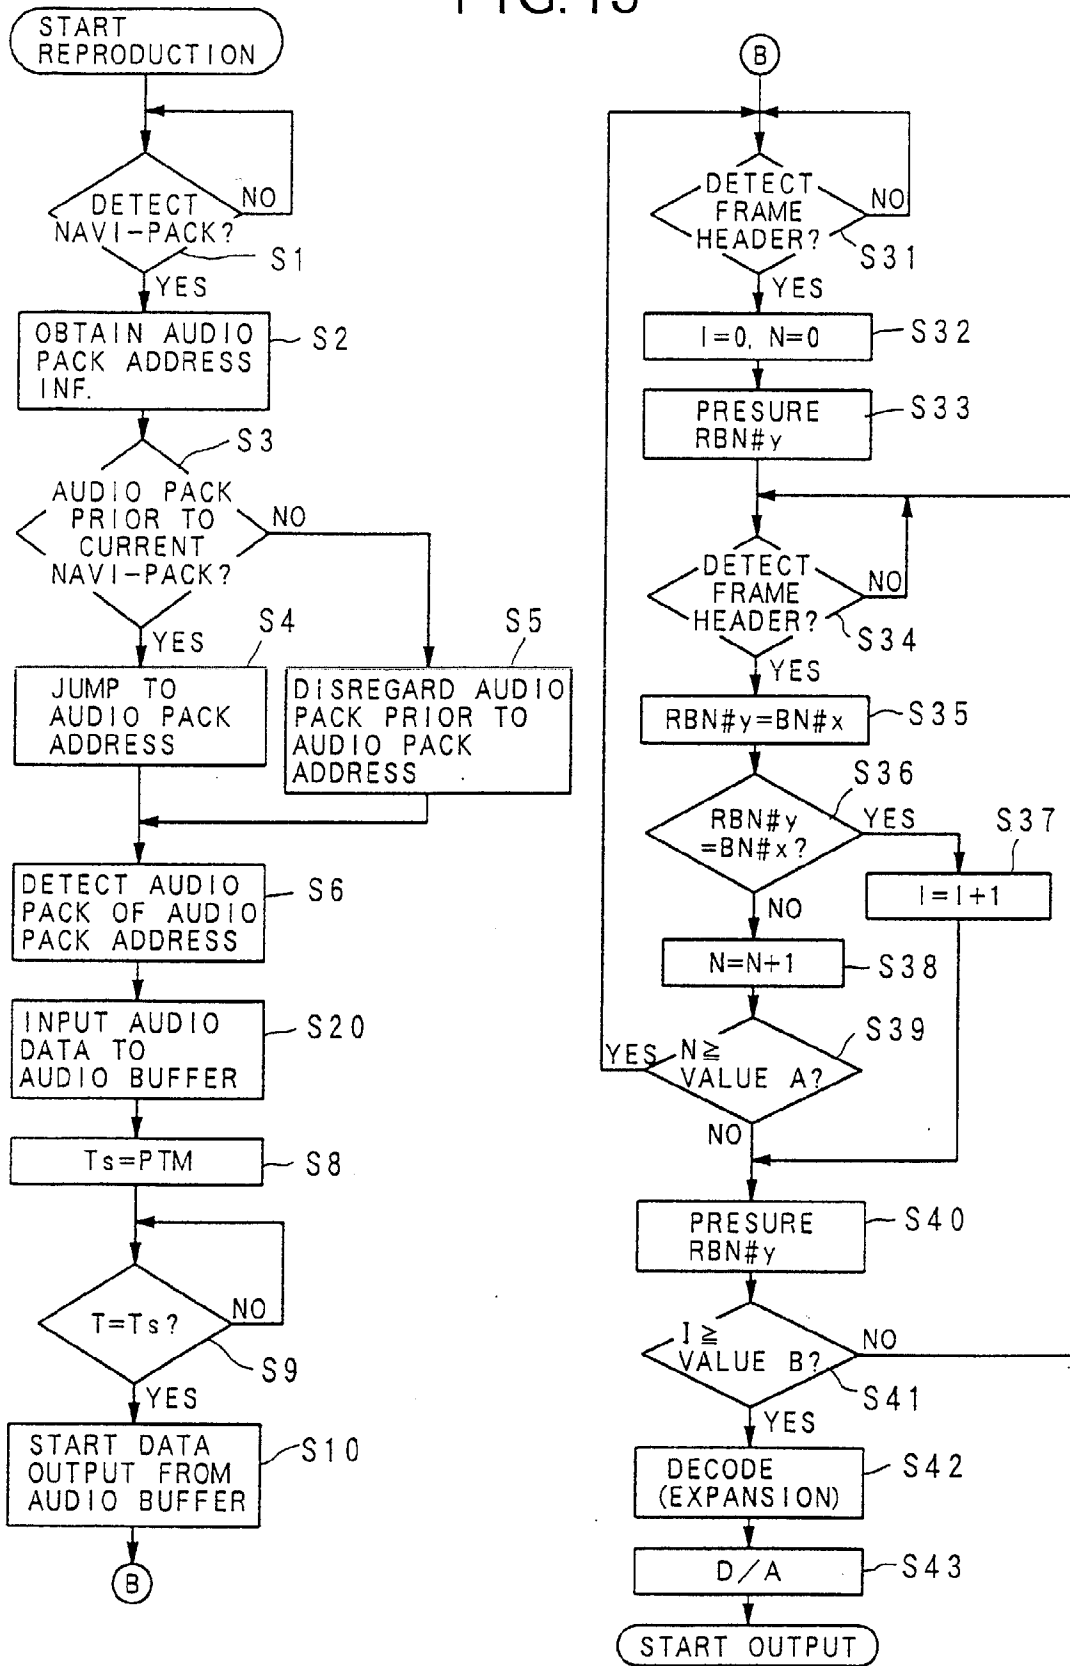 FIG. 15
START
REPRODUCTION
DETECT
NAVI-PACK?
NO
S1
YES
OBTAIN AUDIO
PACK ADDRESS
INF.
S2
S3
AUDIO PACK
PRIOR TO
CURRENT
NAVI-PACK?
NO
YES
S4
JUMP TO
AUDIO PACK
ADDRESS
S5
DISREGARD AUDIO
PACK PRIOR TO
AUDIO PACK
ADDRESS
DETECT AUDIO
PACK OF AUDIO
PACK ADDRESS
S6
INPUT AUDIO
DATA TO
AUDIO BUFFER
S20
Ts=PTM
S8
T=Ts?
NO
S9
YES
START DATA
OUTPUT FROM
AUDIO BUFFER
S10
B
B
DETECT
FRAME
HEADER?
NO
S31
YES
I=0, N=0
S32
PRESURE
RBN#y
S33
DETECT
FRAME
HEADER?
NO
S34
YES
RBN#y=BN#x
S35
S36
RBN#y
=BN#x?
YES
S37
I=I+1
NO
N=N+1
S38
S39
N≧
VALUE A?
YES
NO
PRESURE
RBN#y
S40
I≧
VALUE B?
NO
S41
YES
DECODE
(EXPANSION)
S42
D/A
S43
START OUTPUT